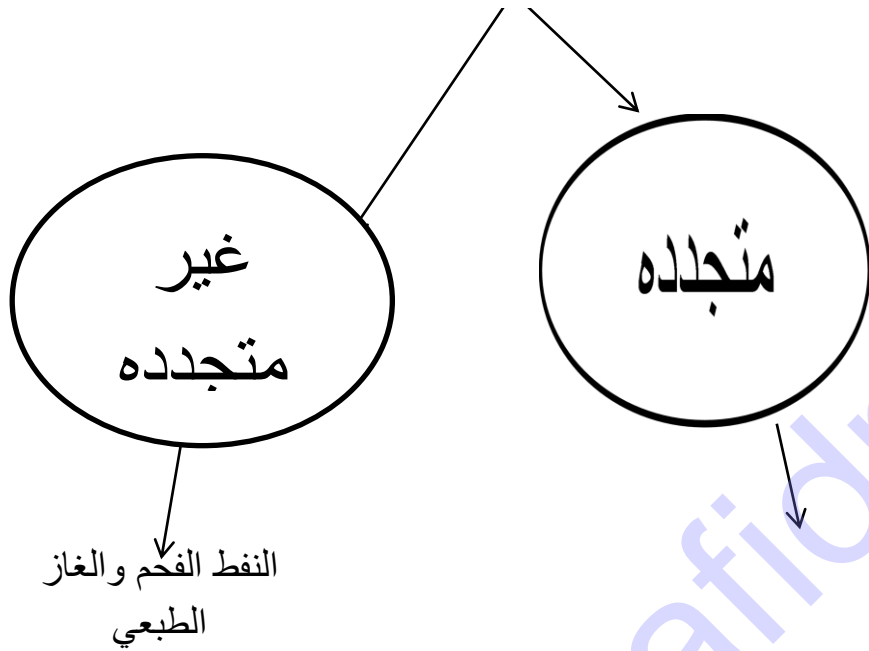 متجدده
غير
متجدده
النفط الفحم والغاز
الطبعي